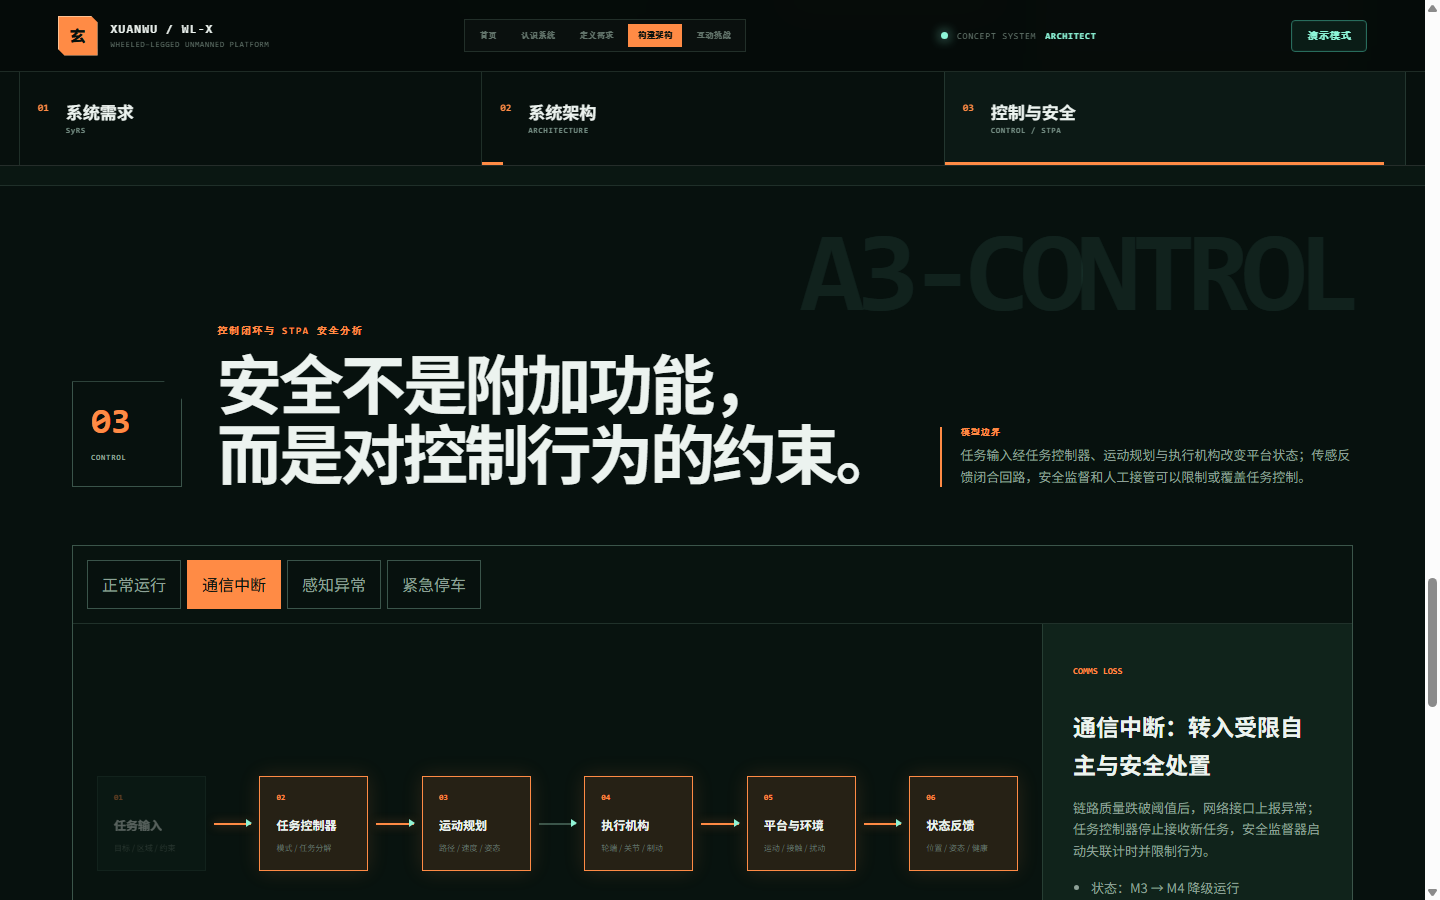 玄
XUANWU / WL-X
WHEELED-LEGGED UNMANNED PLATFORM
首页 认识系统 定义需求 构建架构 互动挑战
CONCEPT SYSTEM ARCHITECT
演示模式
01 系统需求
SyRS
02 系统架构
ARCHITECTURE
03 控制与安全
CONTROL / STPA
A3-CONTROL
控制闭环与 STPA 安全分析
03
CONTROL
安全不是附加功能，
而是对控制行为的约束。
模型边界
任务输入经任务控制器、运动规划与执行机构改变平台状态；传感反
馈闭合回路，安全监督和人工接管可以限制或覆盖任务控制。
正常运行 通信中断 感知异常 紧急停车
01
任务输入
目标 / 区域 / 约束
02
任务控制器
模式 / 任务分解
03
运动规划
路径 / 速度 / 姿态
04
执行机构
轮端 / 关节 / 制动
05
平台与环境
运动 / 接触 / 扰动
06
状态反馈
位置 / 姿态 / 健康
COMMS LOSS
通信中断：转入受限自
主与安全处置
链路质量跌破阈值后，网络接口上报异常；
任务控制器停止接收新任务，安全监督器启
动失联计时并限制行为。
• 状态：M3 → M4 降级运行